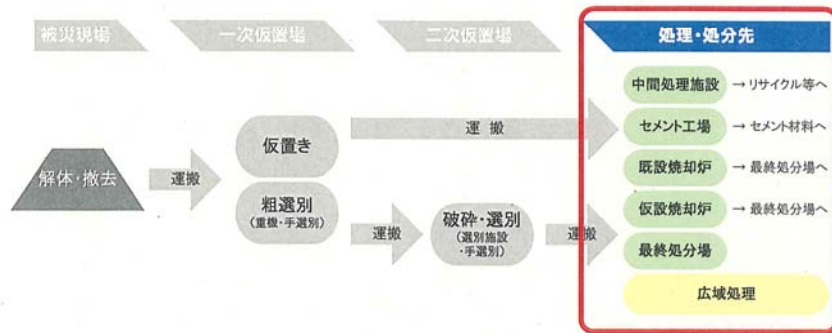 被災現場
一次仮置場
二次仮置場
処理・処分先
解体・撤去
運搬
仮置き
粗選別
(重機・手選別)
運搬
運搬
破砕・選別
(選別施設
・手選別)
運搬
中間処理施設 → リサイクル等へ
セメント工場 → セメント材料へ
既設焼却炉 → 最終処分場へ
仮設焼却炉 → 最終処分場へ
最終処分場
広域処理